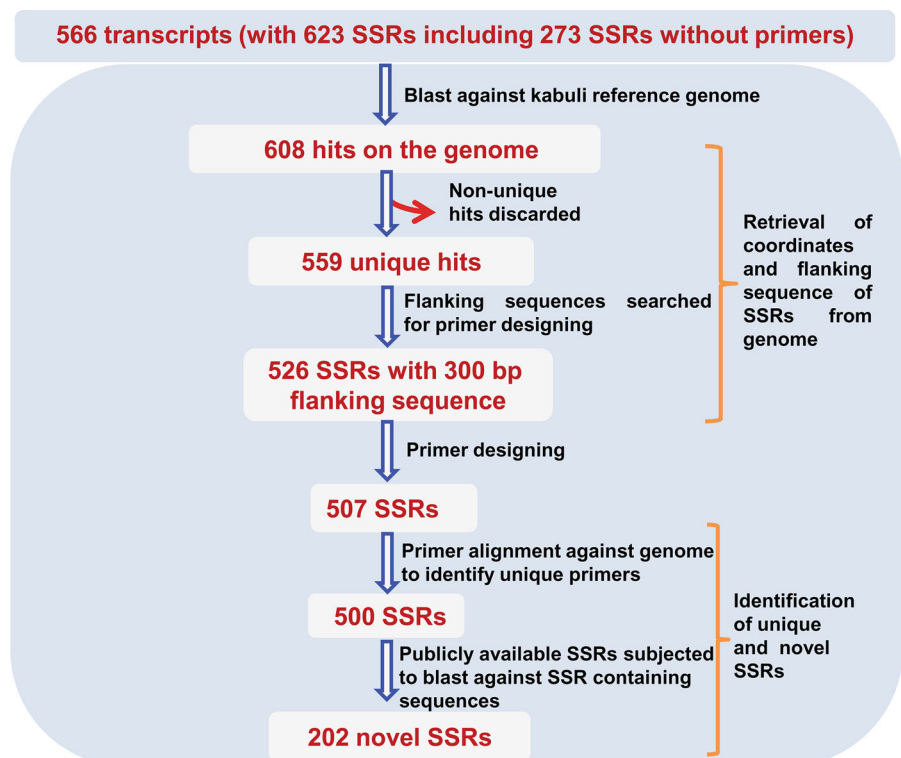 566 transcripts (with 623 SSRs including 273 SSRs without primers)
Blast against kabuli reference genome
608 hits on the genome
Non-unique
hits discarded
559 unique hits
Flanking sequences searched
for primer designing
526 SSRs with 300 bp
flanking sequence
Retrieval of
coordinates
and flanking
sequence of
SSRs from
genome
Primer designing
507 SSRs
Primer alignment against genome
to identify unique primers
500 SSRs
Publicly available SSRs subjected
to blast against SSR containing
sequences
202 novel SSRs
Identification
of unique
and novel
SSRs